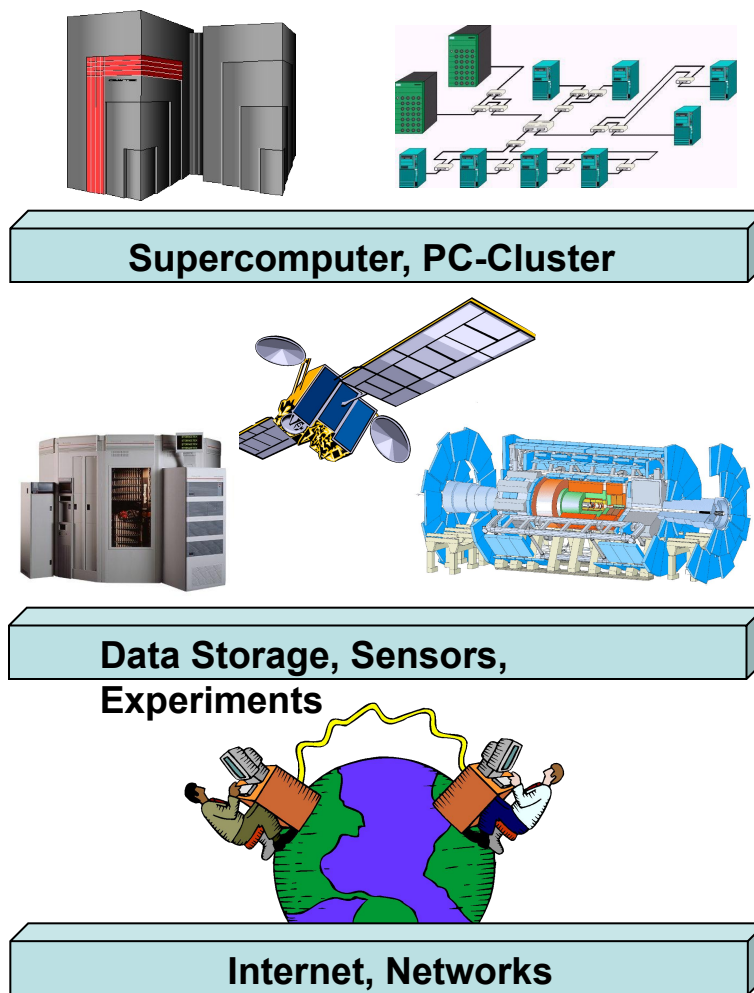 Supercomputer, PC-Cluster
Data Storage, Sensors,
Experiments
Internet, Networks